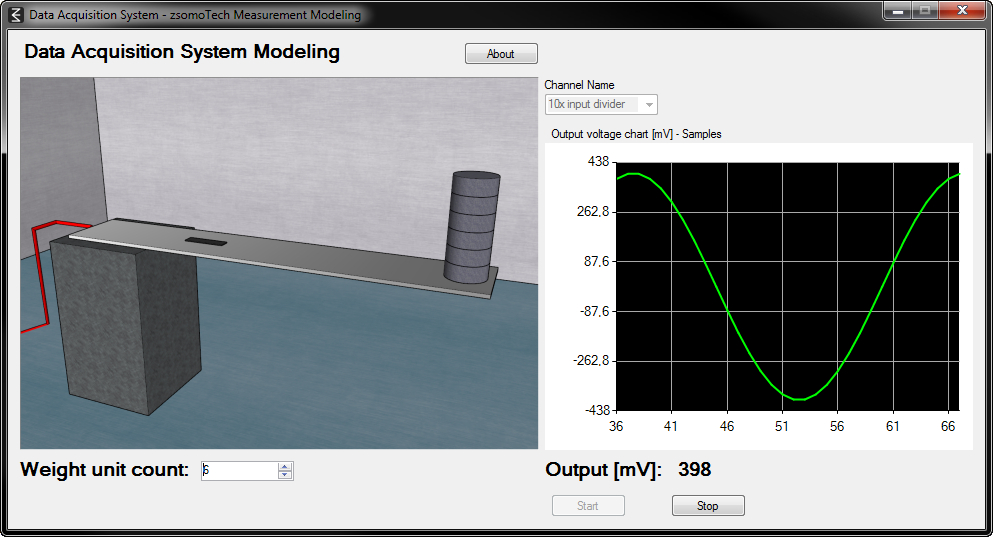 Data Acquisition System - zsomoTech Measurement Modeling
Data Acquisition System Modeling
About
Channel Name
10x input divider
Output voltage chart [mV] - Samples
438
262,8
87,6
-87,6
-262,8
-438
36 41 46 51 56 61 66
Weight unit count: 6
Output [mV]: 398
Start Stop